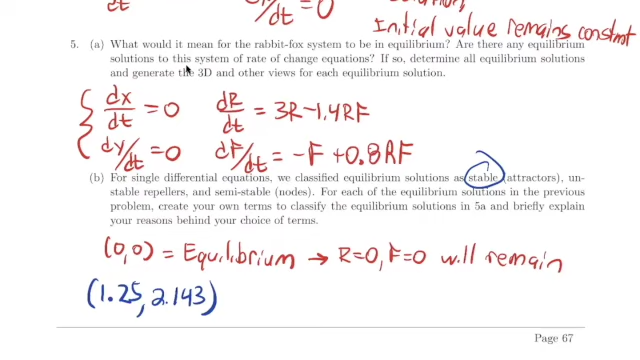 solution,
dt
/dt = 0
Initial value remains constant
5. (a) What would it mean for the rabbit-fox system to be in equilibrium? Are there any equilibrium
solutions to this system of rate of change equations? If so, determine all equilibrium solutions
and generate the 3D and other views for each equilibrium solution.
{ dx/dt = 0 dR/dt = 3R - 1.4RF
dy/dt = 0 dF/dt = -F + 0.8RF
(b) For single differential equations, we classified equilibrium solutions as stable (attractors), un-
stable repellers, and semi-stable (nodes). For each of the equilibrium solutions in the previous
problem, create your own terms to classify the equilibrium solutions in 5a and briefly explain
your reasons behind your choice of terms.
(0,0) = Equilibrium → R=0, F=0 will remain
(1.25, 2.143)
Page 67